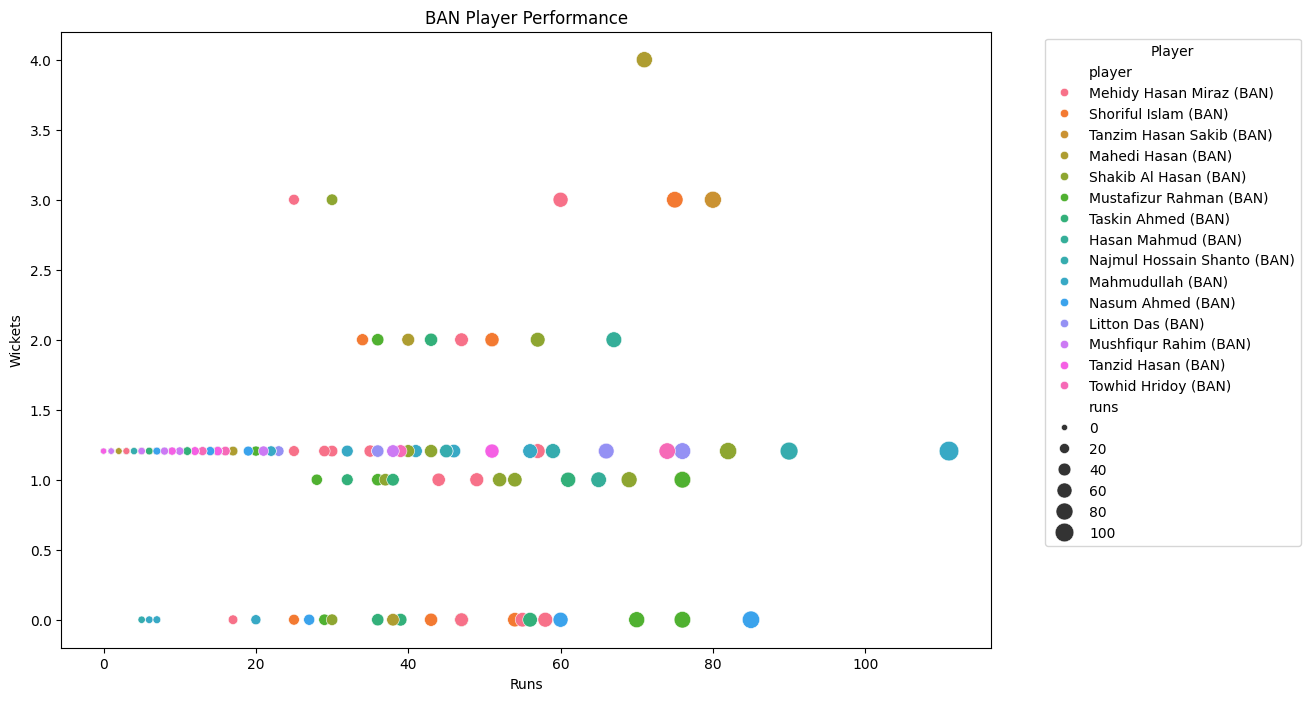 BAN Player Performance
Wickets
4.0
3.5
3.0
2.5
2.0
1.5
1.0
0.5
0.0
0
20
40
60
80
100
Runs
Player
player
Mehidy Hasan Miraz (BAN)
Shoriful Islam (BAN)
Tanzim Hasan Sakib (BAN)
Mahedi Hasan (BAN)
Shakib Al Hasan (BAN)
Mustafizur Rahman (BAN)
Taskin Ahmed (BAN)
Hasan Mahmud (BAN)
Najmul Hossain Shanto (BAN)
Mahmudullah (BAN)
Nasum Ahmed (BAN)
Litton Das (BAN)
Mushfiqur Rahim (BAN)
Tanzid Hasan (BAN)
Towhid Hridoy (BAN)
runs
0
20
40
60
80
100